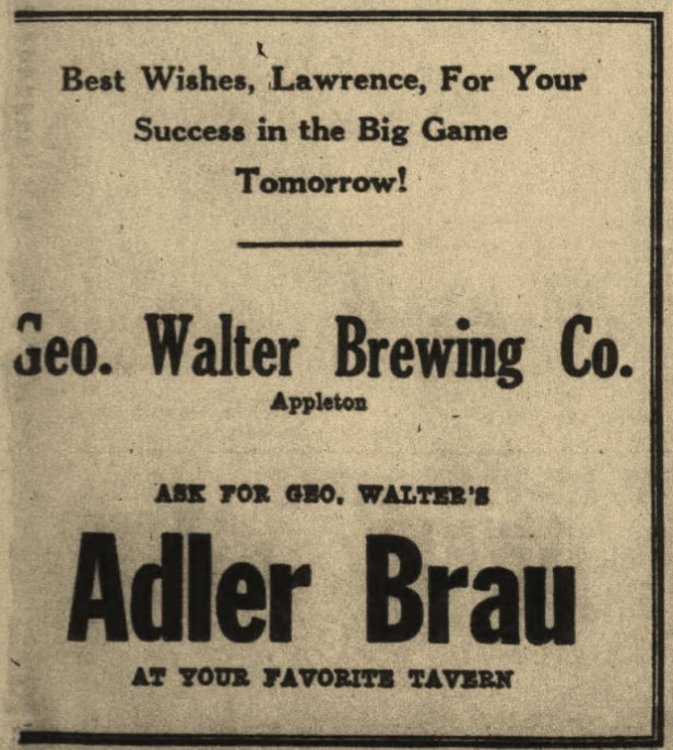 Best Wishes, Lawrence, For Your
Success in the Big Game
Tomorrow!
Geo. Walter Brewing Co.
Appleton
ASK FOR GEO. WALTER'S
Adler Brau
AT YOUR FAVORITE TAVERN